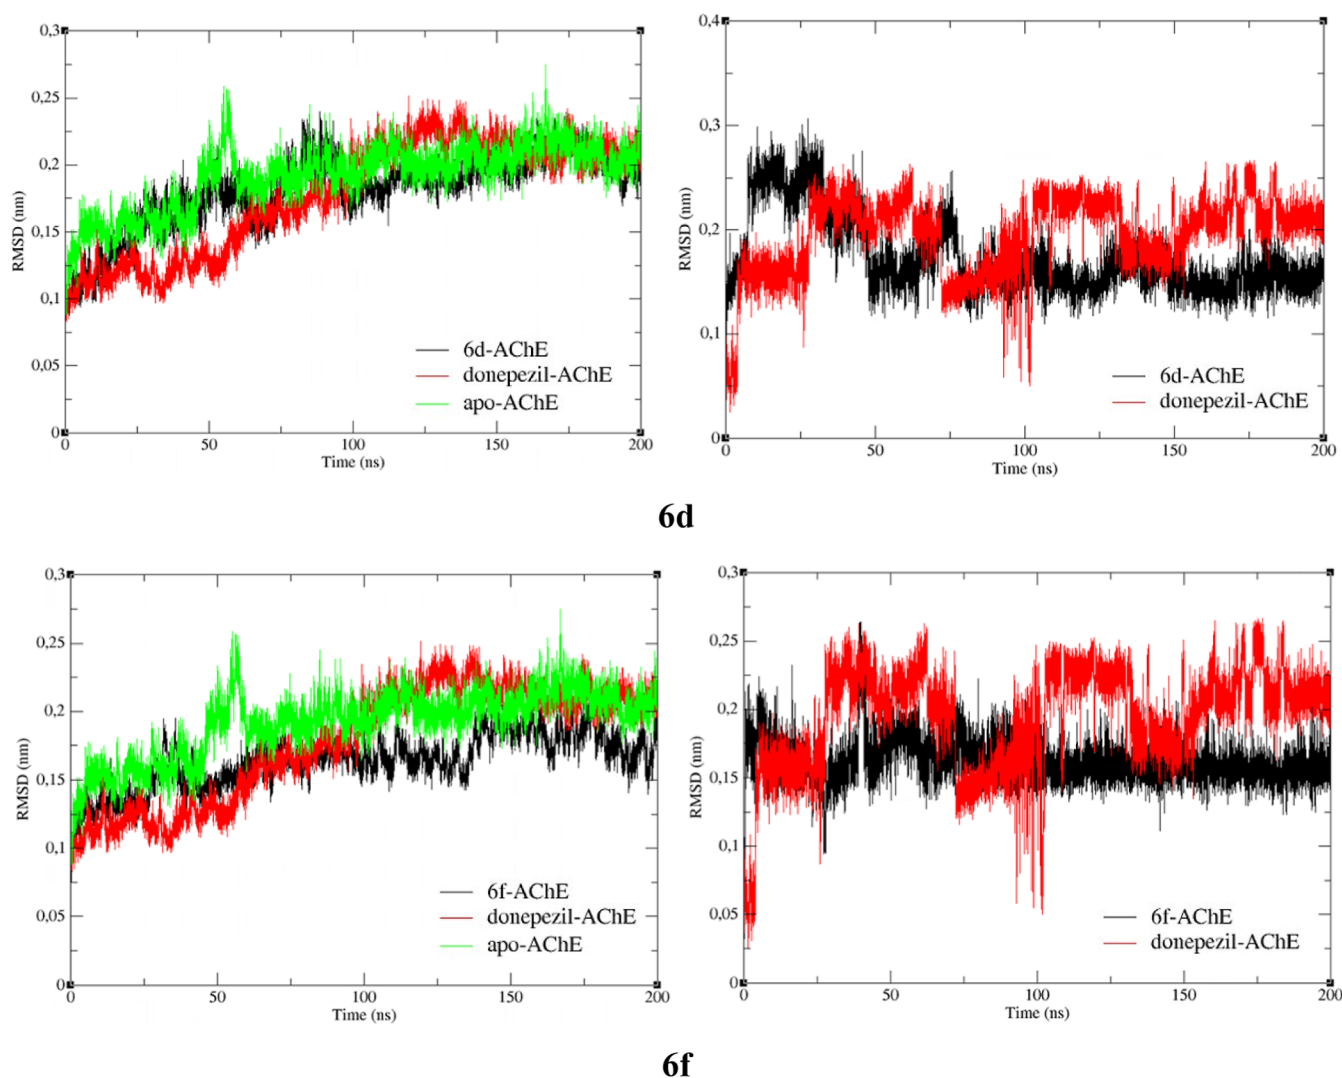 0,3
0,25
0,2
0,15
0,1
0,05
0
RMSD (nm)
0 50 100 150 200
Time (ns)
6d-AChE
donepezil-AChE
apo-AChE
0,4
0,3
0,2
0,1
0
RMSD (nm)
0 50 100 150 200
Time (ns)
6d-AChE
donepezil-AChE
6d
0,3
0,25
0,2
0,15
0,1
0,05
0
RMSD (nm)
0 50 100 150 200
Time (ns)
6f-AChE
donepezil-AChE
apo-AChE
0,3
0,25
0,2
0,15
0,1
0,05
0
RMSD (nm)
0 50 100 150 200
Time (ns)
6f-AChE
donepezil-AChE
6f